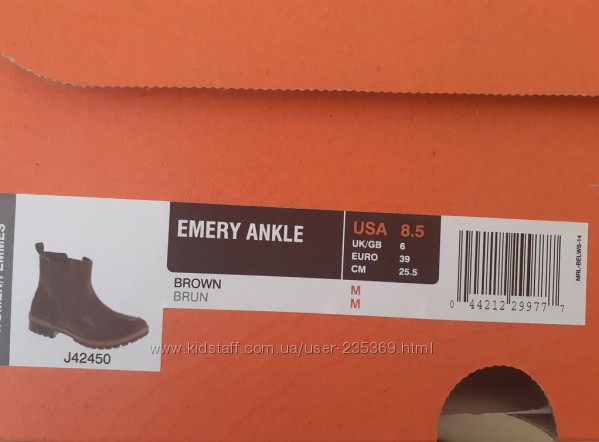 WOMEN/FEMMES
J42450
EMERY ANKLE
BROWN
BRUN
USA 8.5
UK/GB 6
EURO 39
CM 25.5
M
M
0 44212 29977 7
MRL-BELWS-14
www.kidstaff.com.ua/user-235369.html